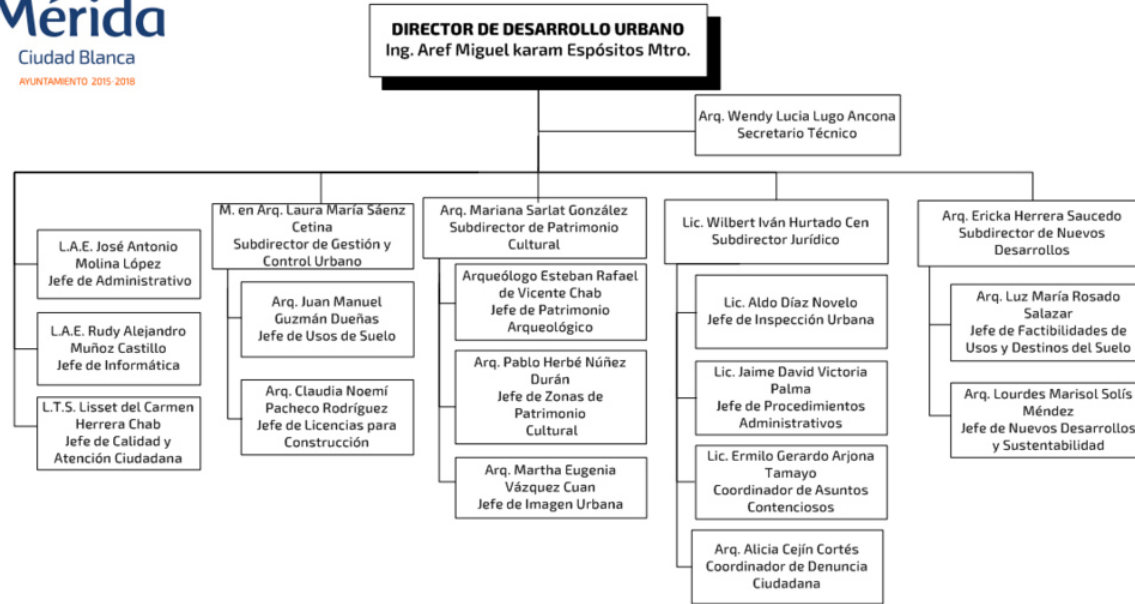 Mérida
Ciudad Blanca
AYUNTAMIENTO 2015-2018
DIRECTOR DE DESARROLLO URBANO
Ing. Aref Miguel karam Espósitos Mtro.
Arq. Wendy Lucia Lugo Ancona
Secretario Técnico
L.A.E. José Antonio
Molina López
Jefe de Administrativo
L.A.E. Rudy Alejandro
Muñoz Castillo
Jefe de Informática
L.T.S. Lisset del Carmen
Herrera Chab
Jefe de Calidad y
Atención Ciudadana
M. en Arq. Laura María Sáenz
Cetina
Subdirector de Gestión y
Control Urbano
Arq. Juan Manuel
Guzmán Dueñas
Jefe de Usos de Suelo
Arq. Claudia Noemí
Pacheco Rodríguez
Jefe de Licencias para
Construcción
Arq. Mariana Sarlat González
Subdirector de Patrimonio
Cultural
Arqueólogo Esteban Rafael
de Vicente Chab
Jefe de Patrimonio
Arqueológico
Arq. Pablo Herbé Núñez
Durán
Jefe de Zonas de
Patrimonio
Cultural
Arq. Martha Eugenia
Vázquez Cuan
Jefe de Imagen Urbana
Lic. Wilbert Iván Hurtado Cen
Subdirector Jurídico
Lic. Aldo Díaz Novelo
Jefe de Inspección Urbana
Lic. Jaime David Victoria
Palma
Jefe de Procedimientos
Administrativos
Lic. Ermilo Gerardo Arjona
Tamayo
Coordinador de Asuntos
Contenciosos
Arq. Alicia Cejín Cortés
Coordinador de Denuncia
Ciudadana
Arq. Ericka Herrera Saucedo
Subdirector de Nuevos
Desarrollos
Arq. Luz María Rosado
Salazar
Jefe de Factibilidades de
Usos y Destinos del Suelo
Arq. Lourdes Marisol Solís
Méndez
Jefe de Nuevos Desarrollos
y Sustentabilidad